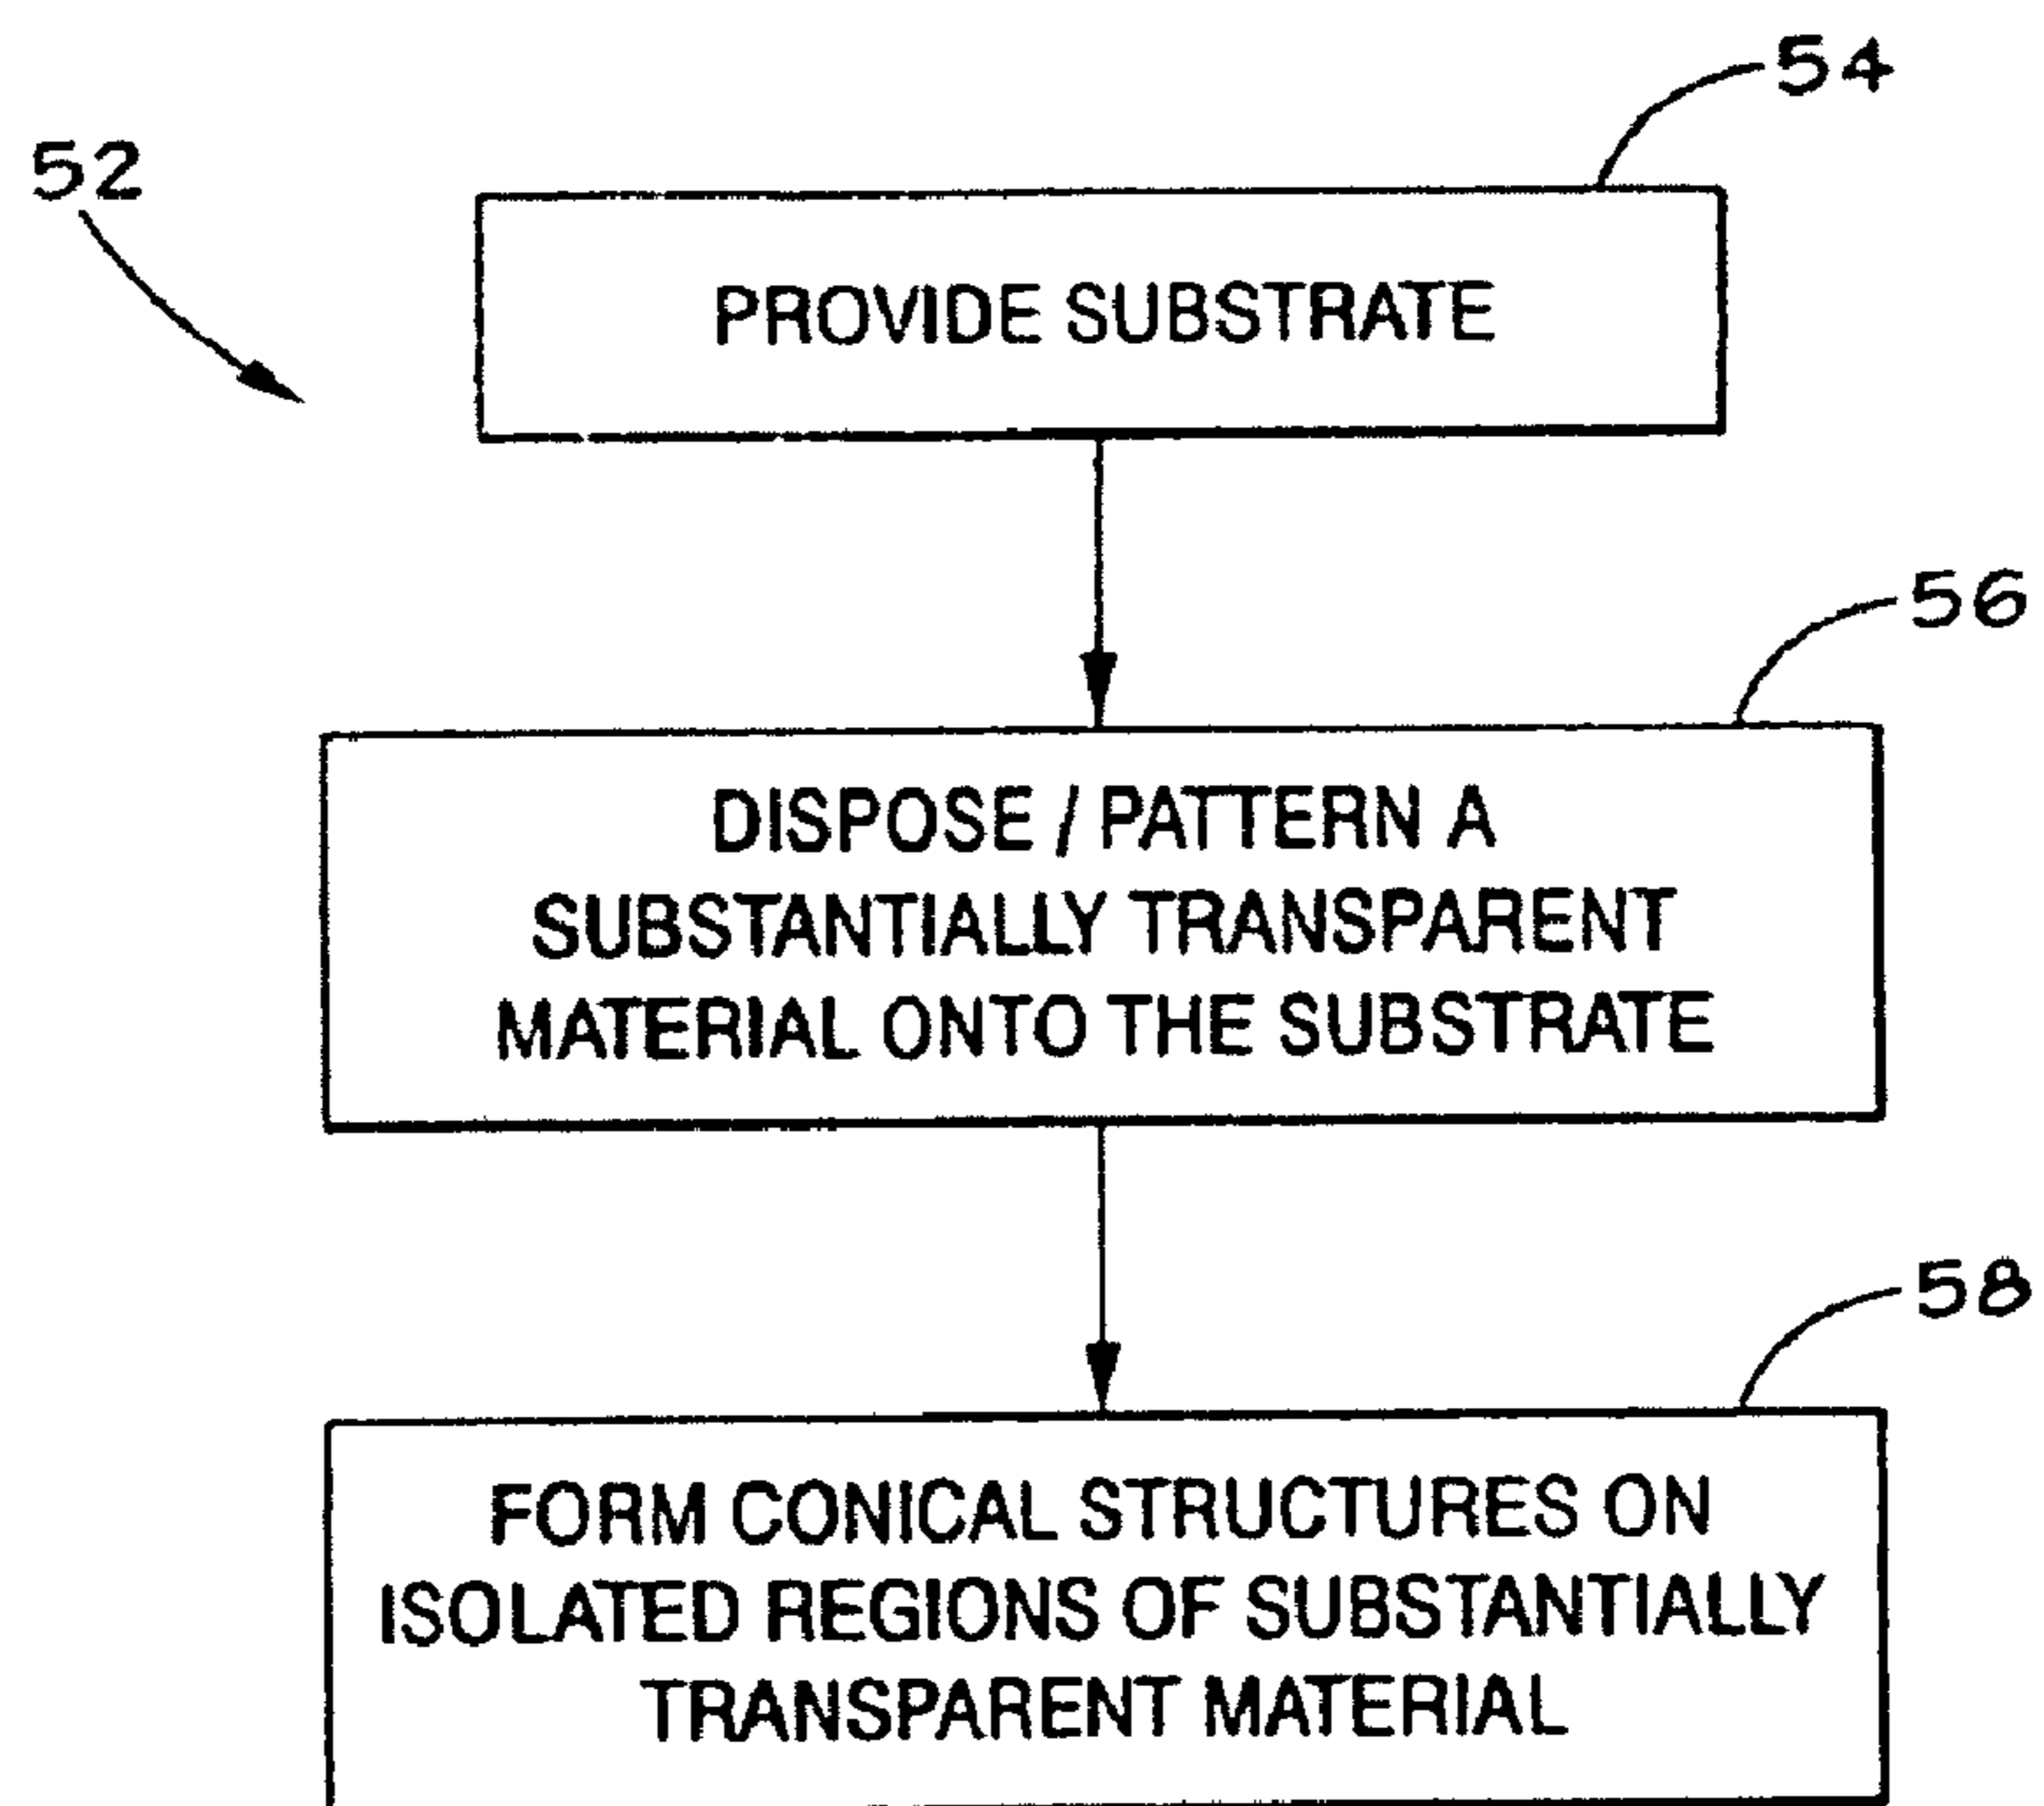 54
52
PROVIDE SUBSTRATE
56
DISPOSE / PATTERN A
SUBSTANTIALLY TRANSPARENT
MATERIAL ONTO THE SUBSTRATE
58
FORM CONICAL STRUCTURES ON
ISOLATED REGIONS OF SUBSTANTIALLY
TRANSPARENT MATERIAL